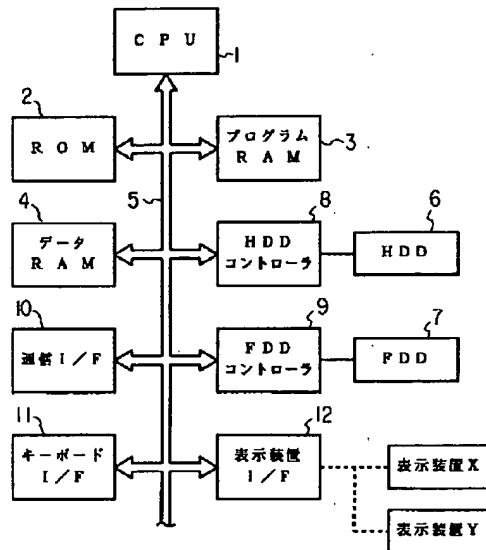 CPU
1
2
ROM
プログラム
RAM
3
4
データ
RAM
5
8
HDD
コントローラ
6
HDD
10
通信I/F
9
FDD
コントローラ
7
FDD
11
キーボード
I/F
12
表示装置
I/F
表示装置X
表示装置Y